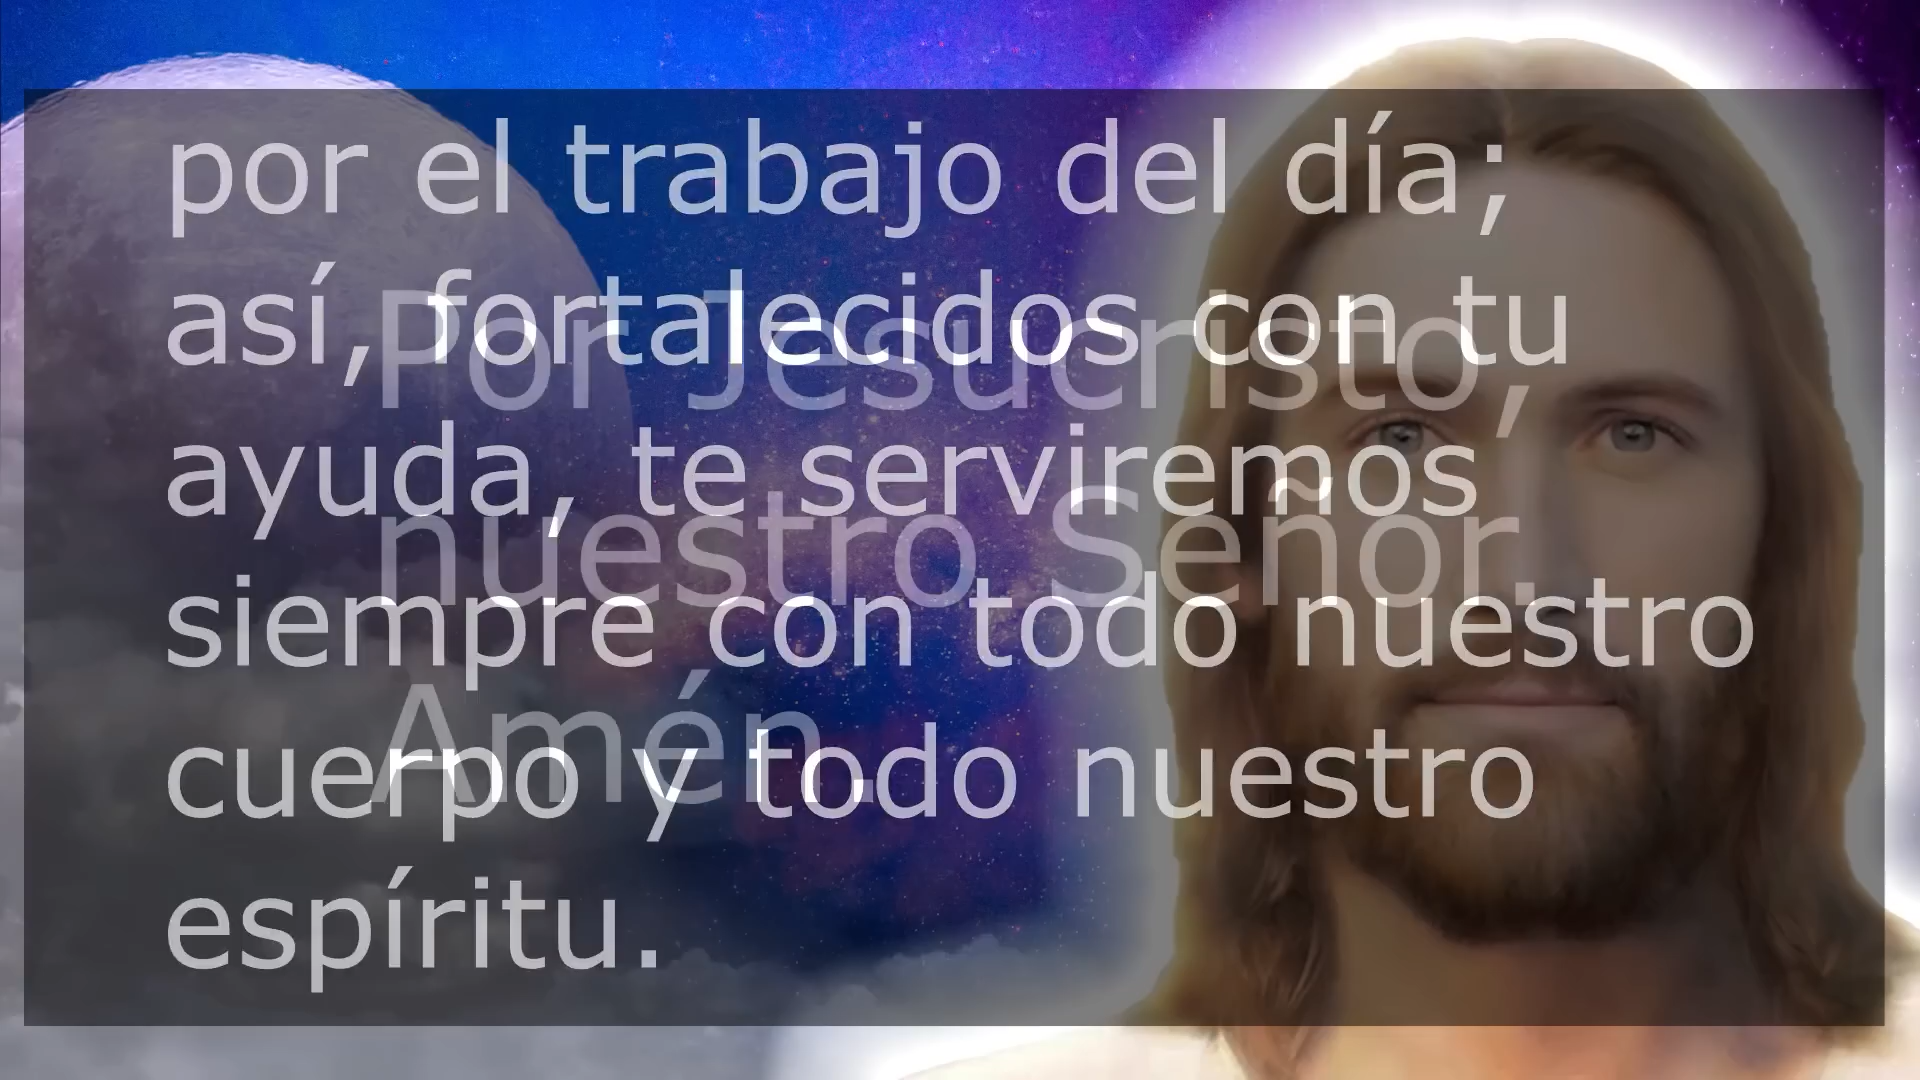 por el trabajo del día;
así, fortalecidos con tu
ayuda, te serviremos
siempre con todo nuestro
cuerpo y todo nuestro
espíritu.
Por Jesucristo,
nuestro Señor.
Amén.